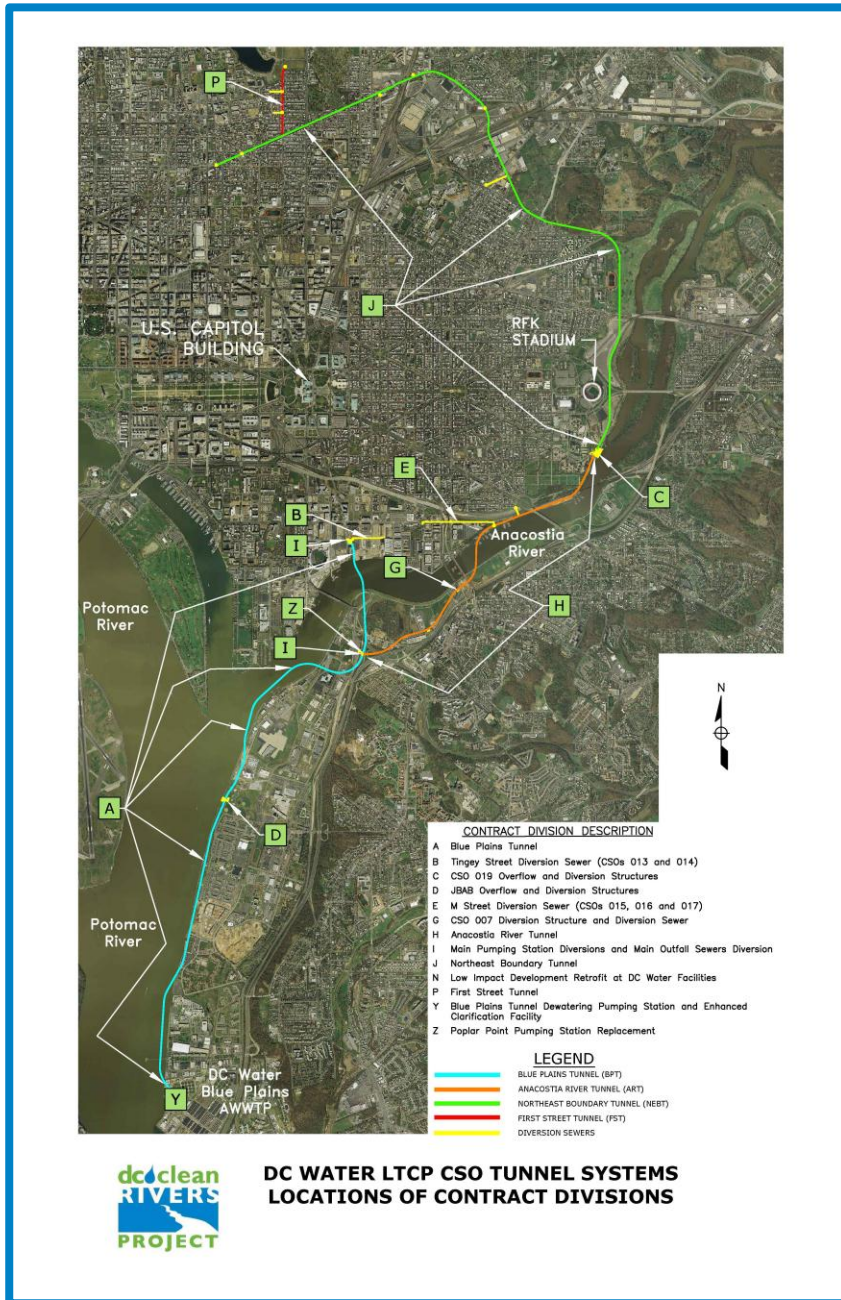 P
J
U.S. CAPITOL
BUILDING
RFK
STADIUM
E
C
B
I
Anacostia
River
G
H
Z
I
Potomac
River
N
A
D
Potomac
River
DC Water
Blue Plains
AWWTP
Y
CONTRACT DIVISION DESCRIPTION
A Blue Plains Tunnel
B Tingey Street Diversion Sewer (CSOs 013 and 014)
C CSO 019 Overflow and Diversion Structures
D JBAB Overflow and Diversion Structures
E M Street Diversion Sewer (CSOs 015, 016 and 017)
G CSO 007 Diversion Structure and Diversion Sewer
H Anacostia River Tunnel
I Main Pumping Station Diversions and Main Outfall Sewers Diversion
J Northeast Boundary Tunnel
N Low Impact Development Retrofit at DC Water Facilities
P First Street Tunnel
Y Blue Plains Tunnel Dewatering Pumping Station and Enhanced
Clarification Facility
Z Poplar Point Pumping Station Replacement
LEGEND
BLUE PLAINS TUNNEL (BPT)
ANACOSTIA RIVER TUNNEL (ART)
NORTHEAST BOUNDARY TUNNEL (NEBT)
FIRST STREET TUNNEL (FST)
DIVERSION SEWERS
dc clean
RIVERS
PROJECT
DC WATER LTCP CSO TUNNEL SYSTEMS
LOCATIONS OF CONTRACT DIVISIONS